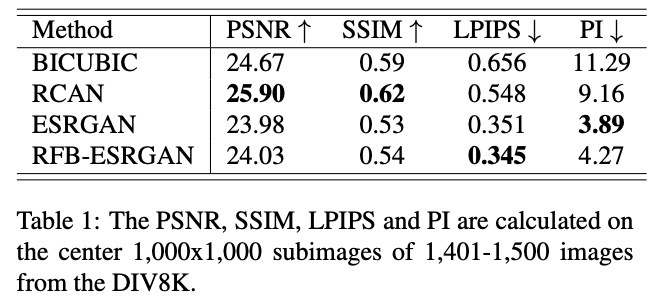 Method PSNR ↑ SSIM ↑ LPIPS ↓ PI ↓
BICUBIC 24.67 0.59 0.656 11.29
RCAN 25.90 0.62 0.548 9.16
ESRGAN 23.98 0.53 0.351 3.89
RFB-ESRGAN 24.03 0.54 0.345 4.27
Table 1: The PSNR, SSIM, LPIPS and PI are calculated on
the center 1,000x1,000 subimages of 1,401-1,500 images
from the DIV8K.